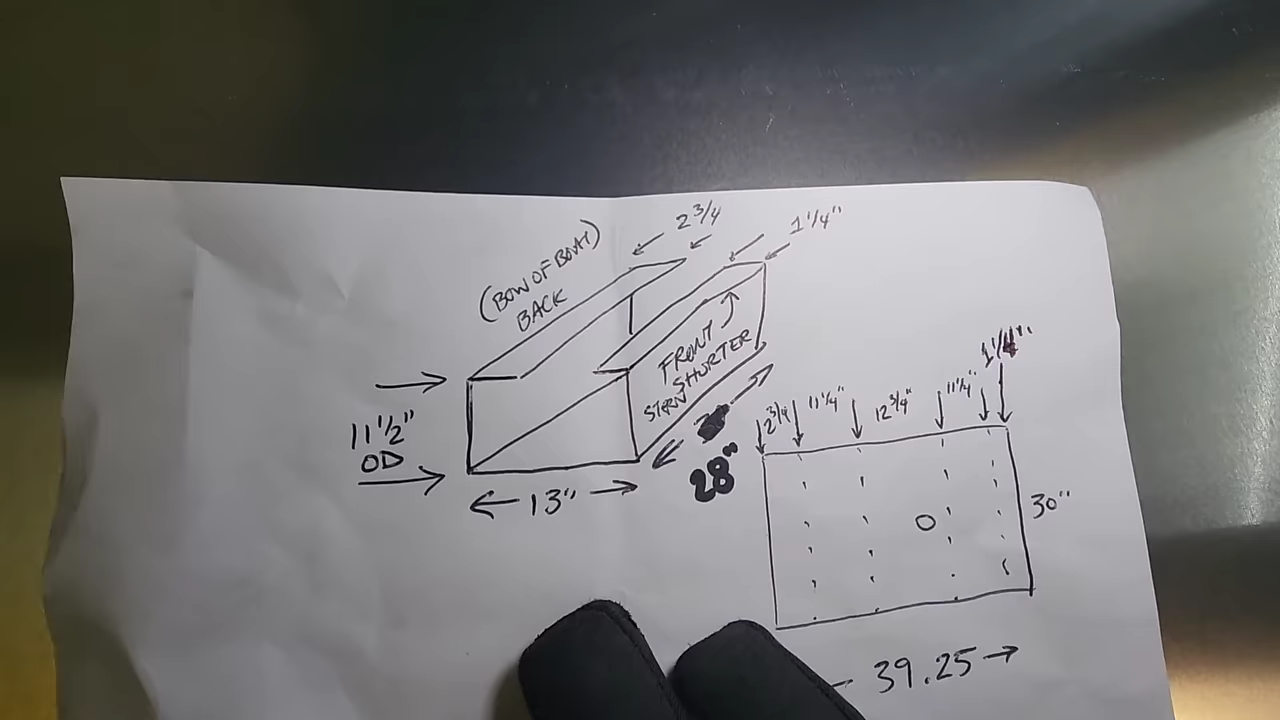 2 3/4
1 1/4"
(BOW OF BOAT)
BACK
FRONT
SHURTER
STERN
11 1/2"
OD
13"
28"
2 3/4
11 1/4"
12 3/4"
11 1/4"
1 1/4"
30"
39.25